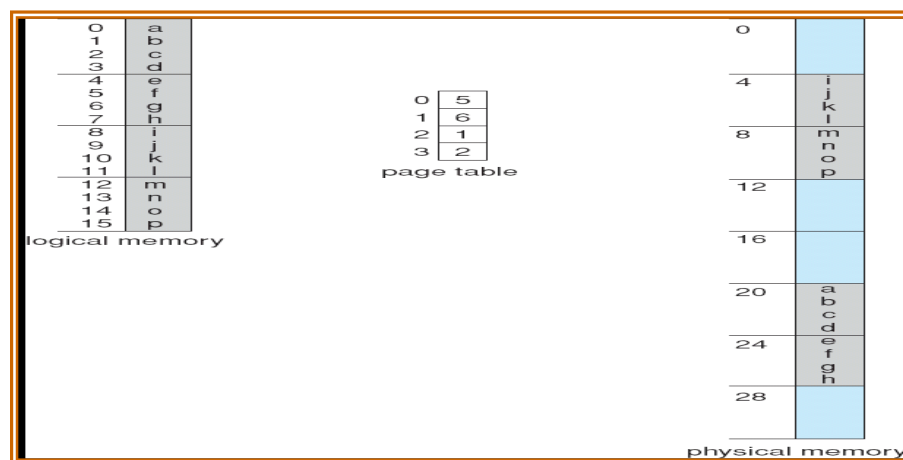 0 a
1 b
2 c
3 d
4 e
5 f
6 g
7 h
8 i
9 j
10 k
11 l
12 m
13 n
14 o
15 p
logical memory
0 5
1 6
2 1
3 2
page table
0
4 i
j
k
l
8 m
n
o
p
12
16
20 a
b
c
d
24 e
f
g
h
28
physical memory